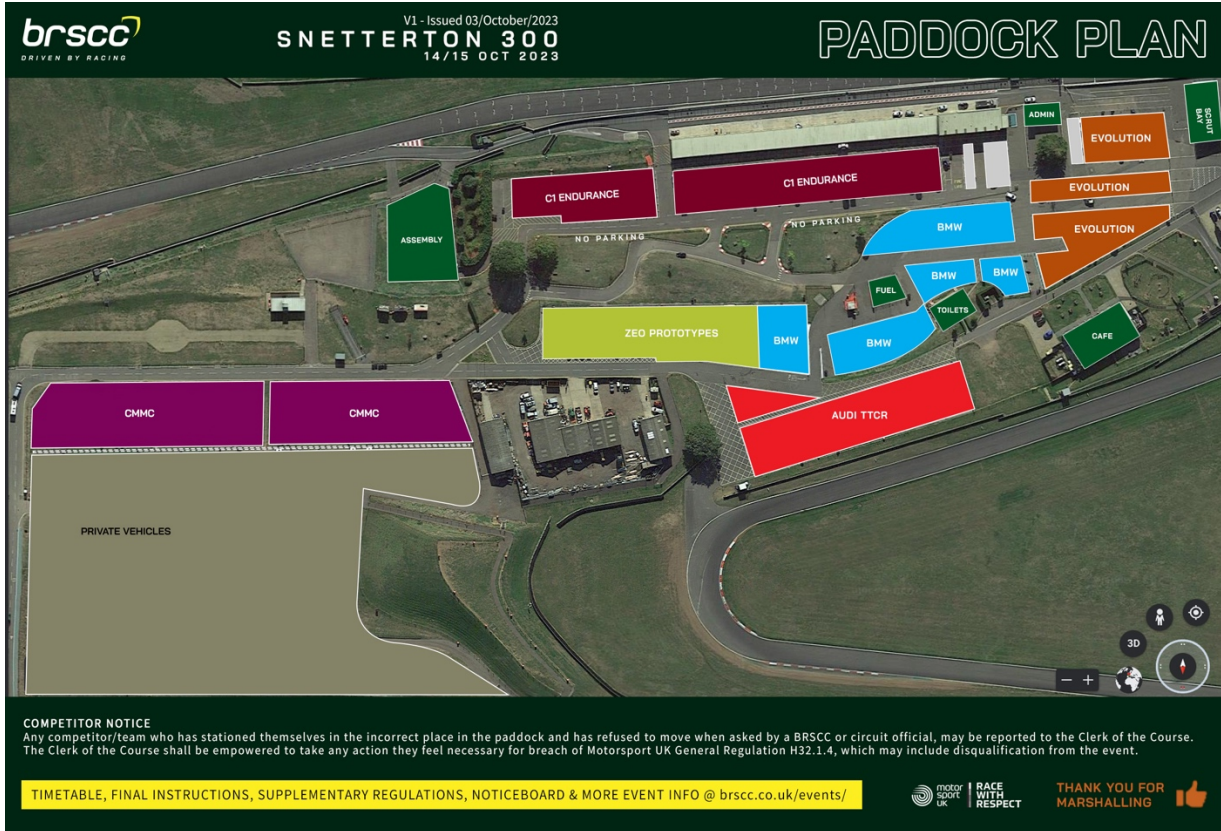 brscc
DRIVEN BY RACING
V1 - Issued 03/October/2023
SNETTERTON 300
14/15 OCT 2023
PADDOCK PLAN
ADMIN
SCRUT BAY
EVOLUTION
C1 ENDURANCE
C1 ENDURANCE
EVOLUTION
NO PARKING
NO PARKING
EVOLUTION
ASSEMBLY
BMW
BMW
BMW
FUEL
TOILETS
ZEO PROTOTYPES
BMW
BMW
CAFE
CMMC
CMMC
AUDI TTCR
PRIVATE VEHICLES
3D
COMPETITOR NOTICE
Any competitor/team who has stationed themselves in the incorrect place in the paddock and has refused to move when asked by a BRSCC or circuit official, may be reported to the Clerk of the Course.
The Clerk of the Course shall be empowered to take any action they feel necessary for breach of Motorsport UK General Regulation H32.1.4, which may include disqualification from the event.
TIMETABLE, FINAL INSTRUCTIONS, SUPPLEMENTARY REGULATIONS, NOTICEBOARD & MORE EVENT INFO @ brscc.co.uk/events/
motor
sport
UK
RACE
WITH
RESPECT
THANK YOU FOR
MARSHALLING